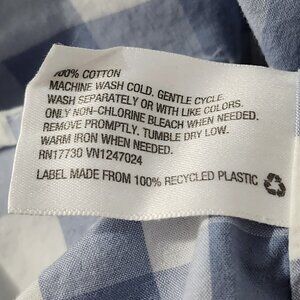 100% COTTON
MACHINE WASH COLD. GENTLE CYCLE.
WASH SEPARATELY OR WITH LIKE COLORS.
ONLY NON-CHLORINE BLEACH WHEN NEEDED.
REMOVE PROMPTLY. TUMBLE DRY LOW.
WARM IRON WHEN NEEDED.
RN17730 VN1247024
LABEL MADE FROM 100% RECYCLED PLASTIC